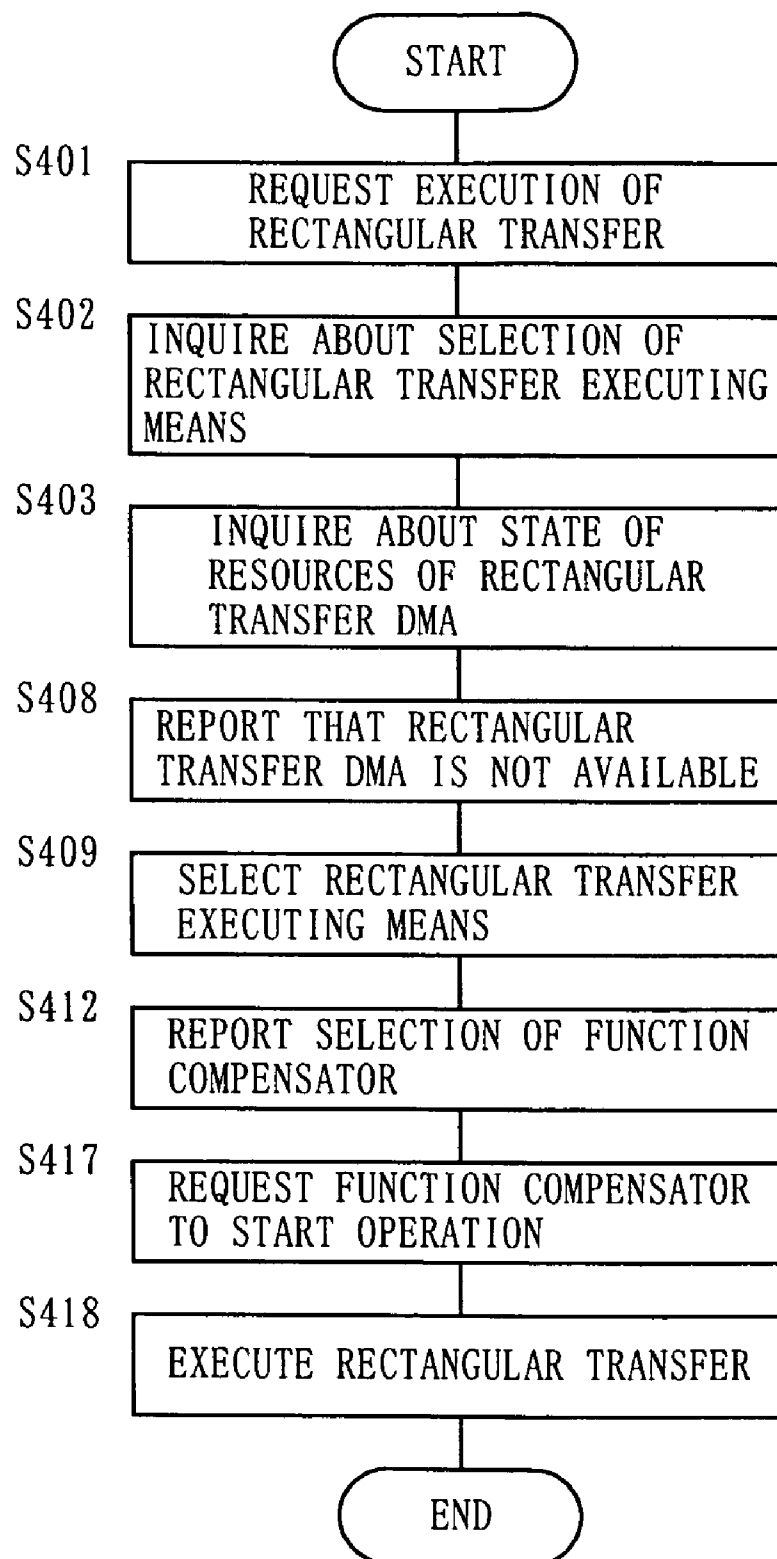 START
S401
REQUEST EXECUTION OF
RECTANGULAR TRANSFER
S402
INQUIRE ABOUT SELECTION OF
RECTANGULAR TRANSFER EXECUTING
MEANS
S403
INQUIRE ABOUT STATE OF
RESOURCES OF RECTANGULAR
TRANSFER DMA
S408
REPORT THAT RECTANGULAR
TRANSFER DMA IS NOT AVAILABLE
S409
SELECT RECTANGULAR TRANSFER
EXECUTING MEANS
S412
REPORT SELECTION OF FUNCTION
COMPENSATOR
S417
REQUEST FUNCTION COMPENSATOR
TO START OPERATION
S418
EXECUTE RECTANGULAR TRANSFER
END